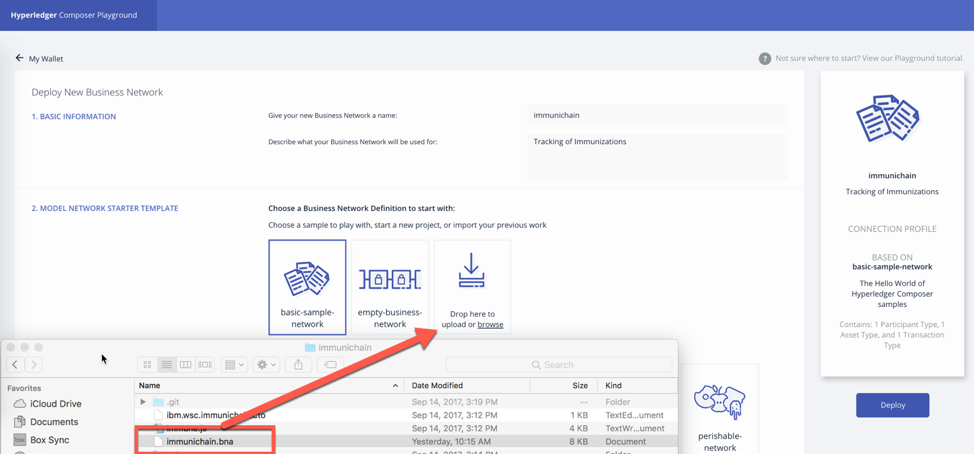 Hyperledger Composer Playground
My Wallet
? Not sure where to start? View our Playground tutorial.
Deploy New Business Network
1. BASIC INFORMATION
Give your new Business Network a name:
immunichain
Describe what your Business Network will be used for:
Tracking of Immunizations
2. MODEL NETWORK STARTER TEMPLATE
Choose a Business Network Definition to start with:
Choose a sample to play with, start a new project, or import your previous work
basic-sample-
network
empty-business-
network
Drop here to
upload or browse
immunichain
Tracking of Immunizations
CONNECTION PROFILE
BASED ON
basic-sample-network
The Hello World of
Hyperledger Composer
samples
Contains: 1 Participant Type, 1
Asset Type, and 1 Transaction
Type
Deploy
perishable-
network
immunichain
Search
Favorites
iCloud Drive
Documents
box Box Sync
Name Date Modified Size Kind
.git Sep 14, 2017, 3:19 PM -- Folder
Sep 14, 2017, 3:12 PM 1 KB TextEd...ument
immune.js Sep 14, 2017, 3:12 PM 4 KB TextWr...ument
immunichain.bna Yesterday, 10:15 AM 8 KB Document
Sep 14, 2017, 3:12 PM Folder